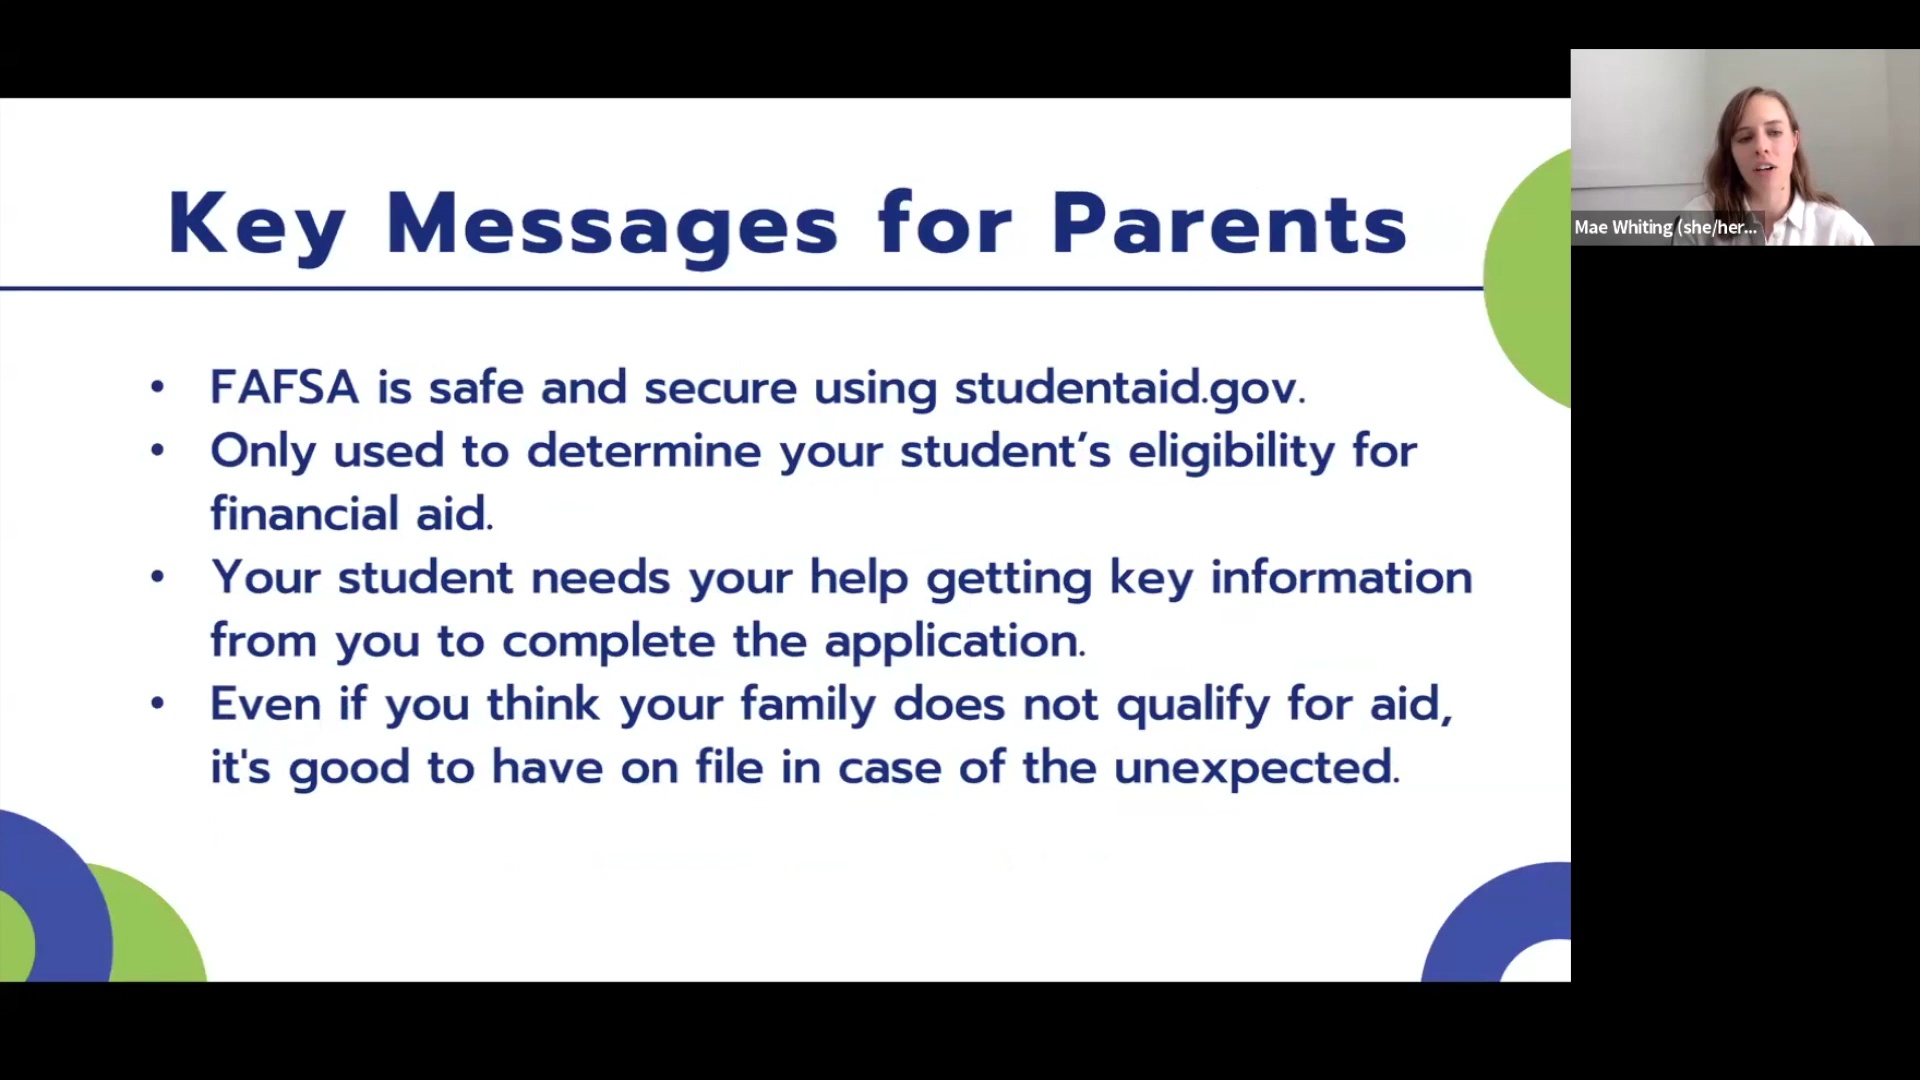 Key Messages for Parents
• FAFSA is safe and secure using studentaid.gov.
• Only used to determine your student’s eligibility for
financial aid.
• Your student needs your help getting key information
from you to complete the application.
• Even if you think your family does not qualify for aid,
it's good to have on file in case of the unexpected.
Mae Whiting (she/her...